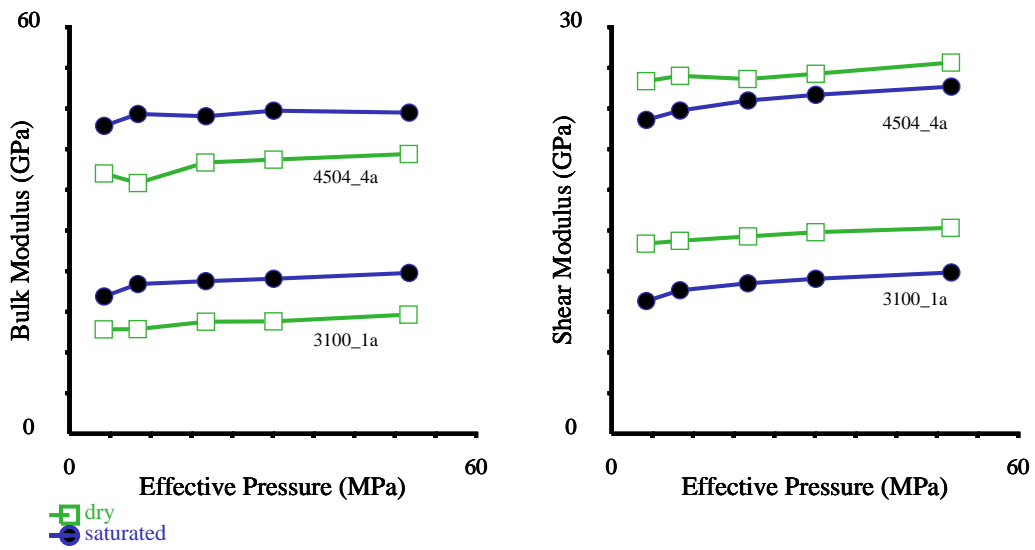 60
Bulk Modulus (GPa)
4504_4a
3100_1a
0
0
60
Effective Pressure (MPa)
dry
saturated
30
Shear Modulus (GPa)
4504_4a
3100_1a
0
0
60
Effective Pressure (MPa)